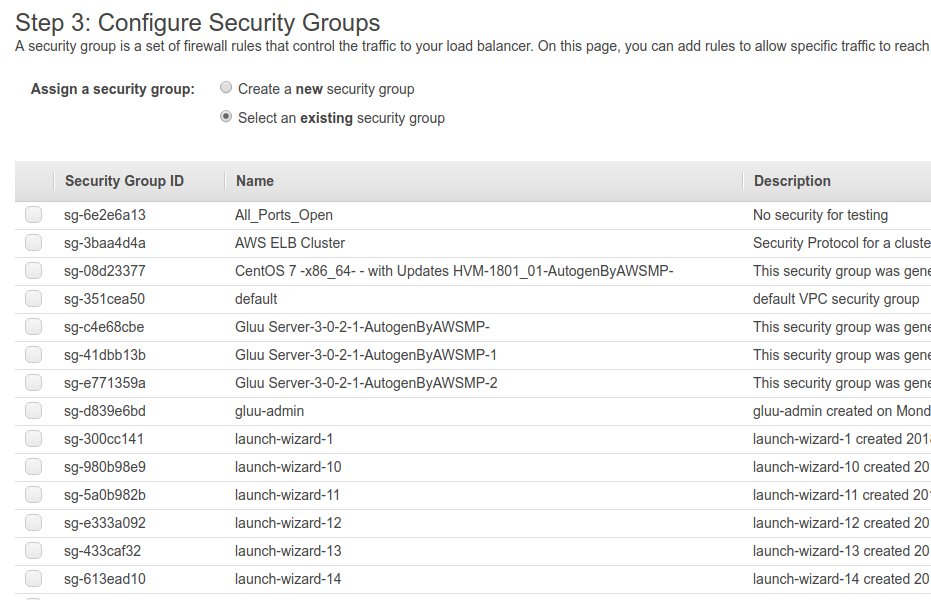 Step 3: Configure Security Groups
A security group is a set of firewall rules that control the traffic to your load balancer. On this page, you can add rules to allow specific traffic to reach
Assign a security group: Create a new security group
Select an existing security group
Security Group ID Name Description
sg-6e2e6a13 All_Ports_Open No security for testing
sg-3baa4d4a AWS ELB Cluster Security Protocol for a cluste
sg-08d23377 CentOS 7 -x86_64- - with Updates HVM-1801_01-AutogenByAWSMP- This security group was gene
sg-351cea50 default default VPC security group
sg-c4e68cbe Gluu Server-3-0-2-1-AutogenByAWSMP- This security group was gene
sg-41dbb13b Gluu Server-3-0-2-1-AutogenByAWSMP-1 This security group was gene
sg-e771359a Gluu Server-3-0-2-1-AutogenByAWSMP-2 This security group was gene
sg-d839e6bd gluu-admin gluu-admin created on Mond
sg-300cc141 launch-wizard-1 launch-wizard-1 created 201
sg-980b98e9 launch-wizard-10 launch-wizard-10 created 20
sg-5a0b982b launch-wizard-11 launch-wizard-11 created 20
sg-e333a092 launch-wizard-12 launch-wizard-12 created 20
sg-433caf32 launch-wizard-13 launch-wizard-13 created 20
sg-613ead10 launch-wizard-14 launch-wizard-14 created 20